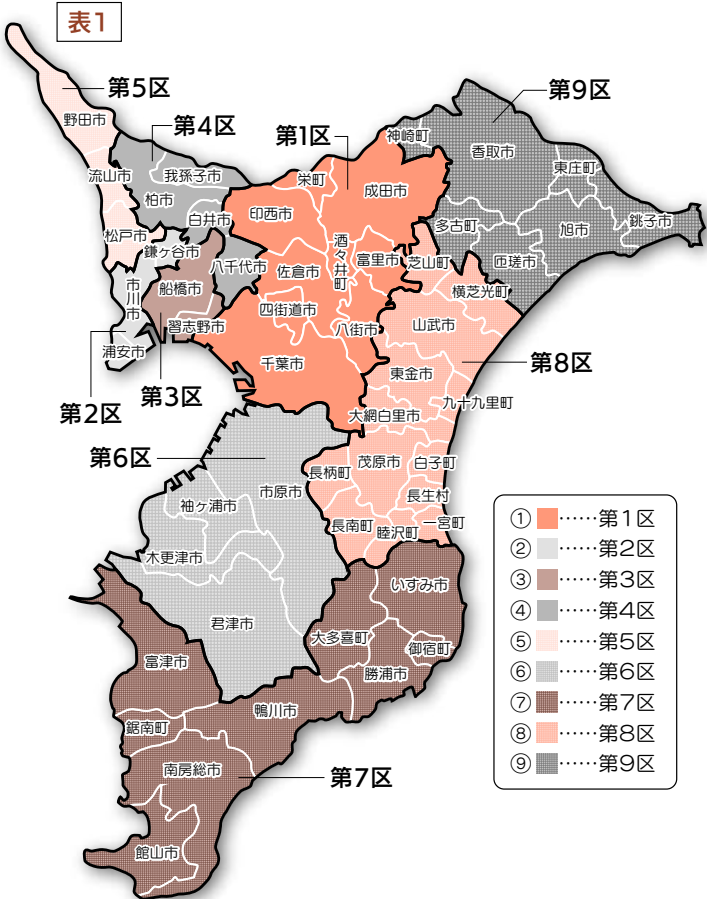 表1
第5区
野田市
第4区
流山市
柏市
我孫子市
松戸市
鎌ヶ谷市
白井市
市川市
船橋市
八千代市
浦安市
習志野市
第2区
第3区
第1区
栄町
成田市
印西市
酒々井町
富里市
佐倉市
四街道市
八街市
千葉市
第9区
神崎町
香取市
東庄町
多古町
旭市
銚子市
匝瑳市
芝山町
横芝光町
山武市
第8区
東金市
九十九里町
大網白里市
茂原市
白子町
長柄町
長生村
長南町
睦沢町
一宮町
第6区
市原市
袖ヶ浦市
木更津市
君津市
いすみ市
大多喜町
御宿町
勝浦市
富津市
鴨川市
鋸南町
南房総市
第7区
館山市
① ……第1区
② ……第2区
③ ……第3区
④ ……第4区
⑤ ……第5区
⑥ ……第6区
⑦ ……第7区
⑧ ……第8区
⑨ ……第9区